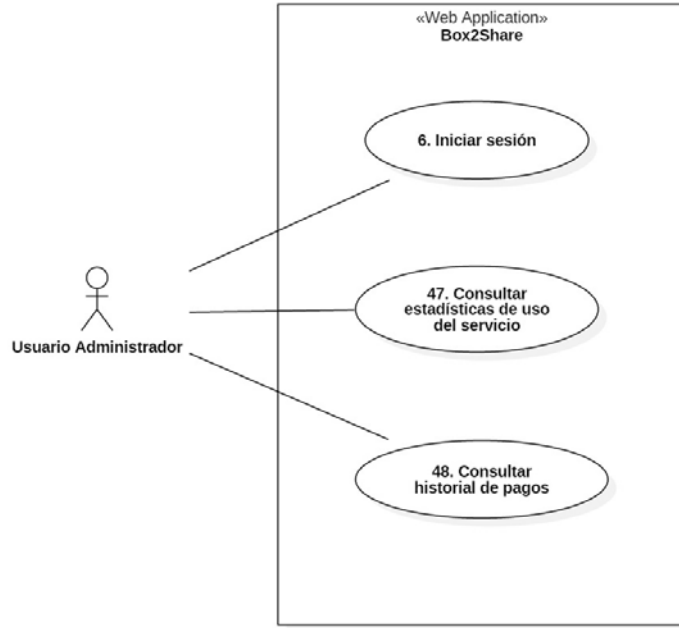 «Web Application»
Box2Share
6. Iniciar sesión
47. Consultar
estadísticas de uso
del servicio
Usuario Administrador
48. Consultar
historial de pagos